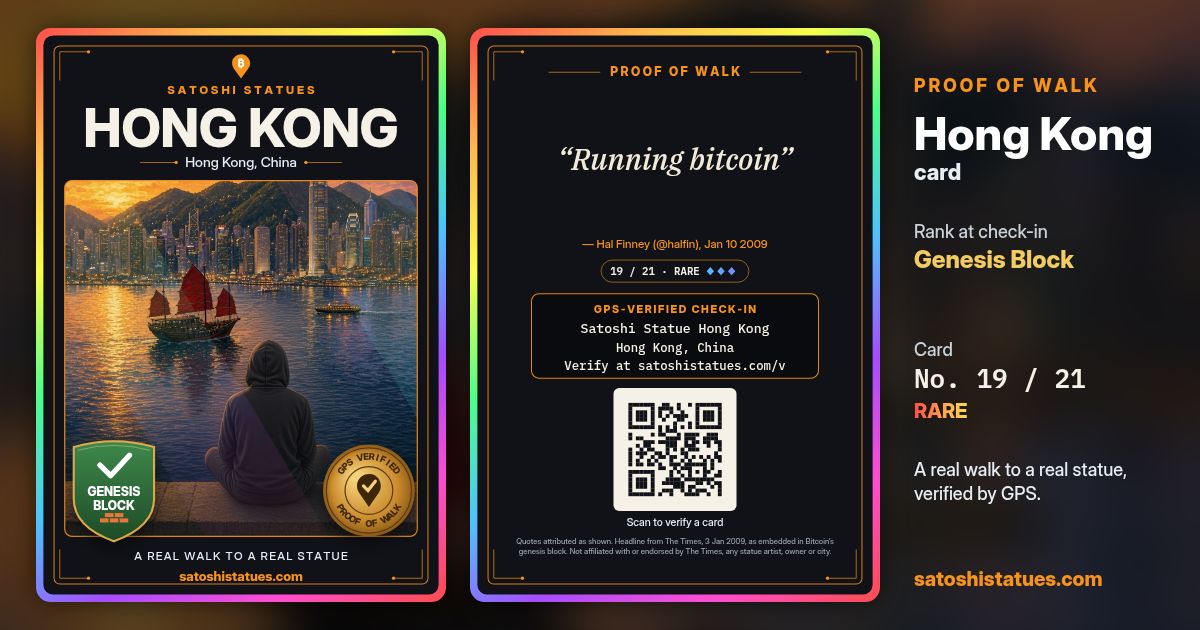 SATOSHI STATUES
HONG KONG
Hong Kong, China
GENESIS
BLOCK
GPS VERIFIED
PROOF OF WALK
A REAL WALK TO A REAL STATUE
satoshistatues.com
PROOF OF WALK
“Running bitcoin”
— Hal Finney (@halfin), Jan 10 2009
19 / 21 · RARE
GPS-VERIFIED CHECK-IN
Satoshi Statue Hong Kong
Hong Kong, China
Verify at satoshistatues.com/v
Scan to verify a card
Quotes attributed as shown. Headline from The Times, 3 Jan 2009, as embedded in Bitcoin's
genesis block. Not affiliated with or endorsed by The Times, any statue artist, owner or city.
PROOF OF WALK
Hong Kong
card
Rank at check-in
Genesis Block
Card
No. 19 / 21
RARE
A real walk to a real statue,
verified by GPS.
satoshistatues.com